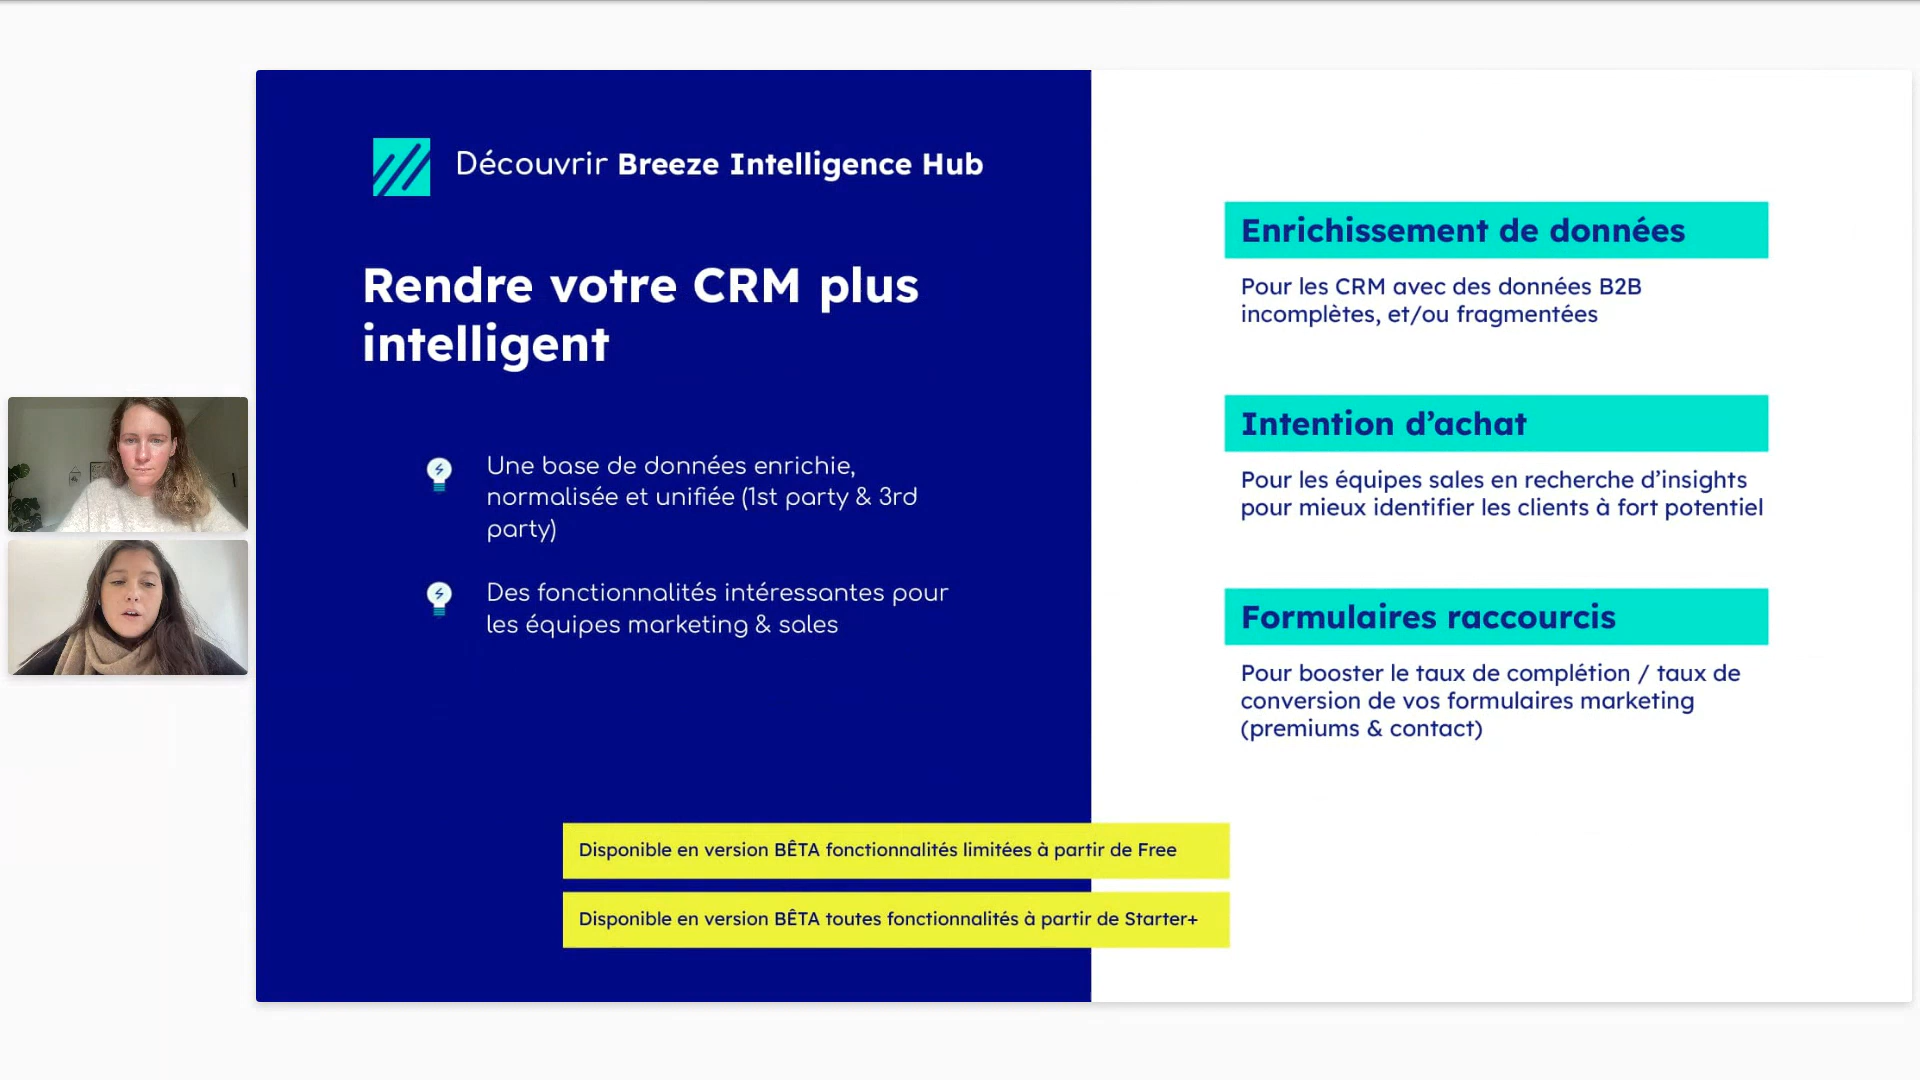 Découvrir Breeze Intelligence Hub
Rendre votre CRM plus
intelligent
Une base de données enrichie,
normalisée et unifiée (1st party & 3rd
party)
Des fonctionnalités intéressantes pour
les équipes marketing & sales
Enrichissement de données
Pour les CRM avec des données B2B
incomplètes, et/ou fragmentées
Intention d’achat
Pour les équipes sales en recherche d’insights
pour mieux identifier les clients à fort potentiel
Formulaires raccourcis
Pour booster le taux de complétion / taux de
conversion de vos formulaires marketing
(premiums & contact)
Disponible en version BÊTA fonctionnalités limitées à partir de Free
Disponible en version BÊTA toutes fonctionnalités à partir de Starter+